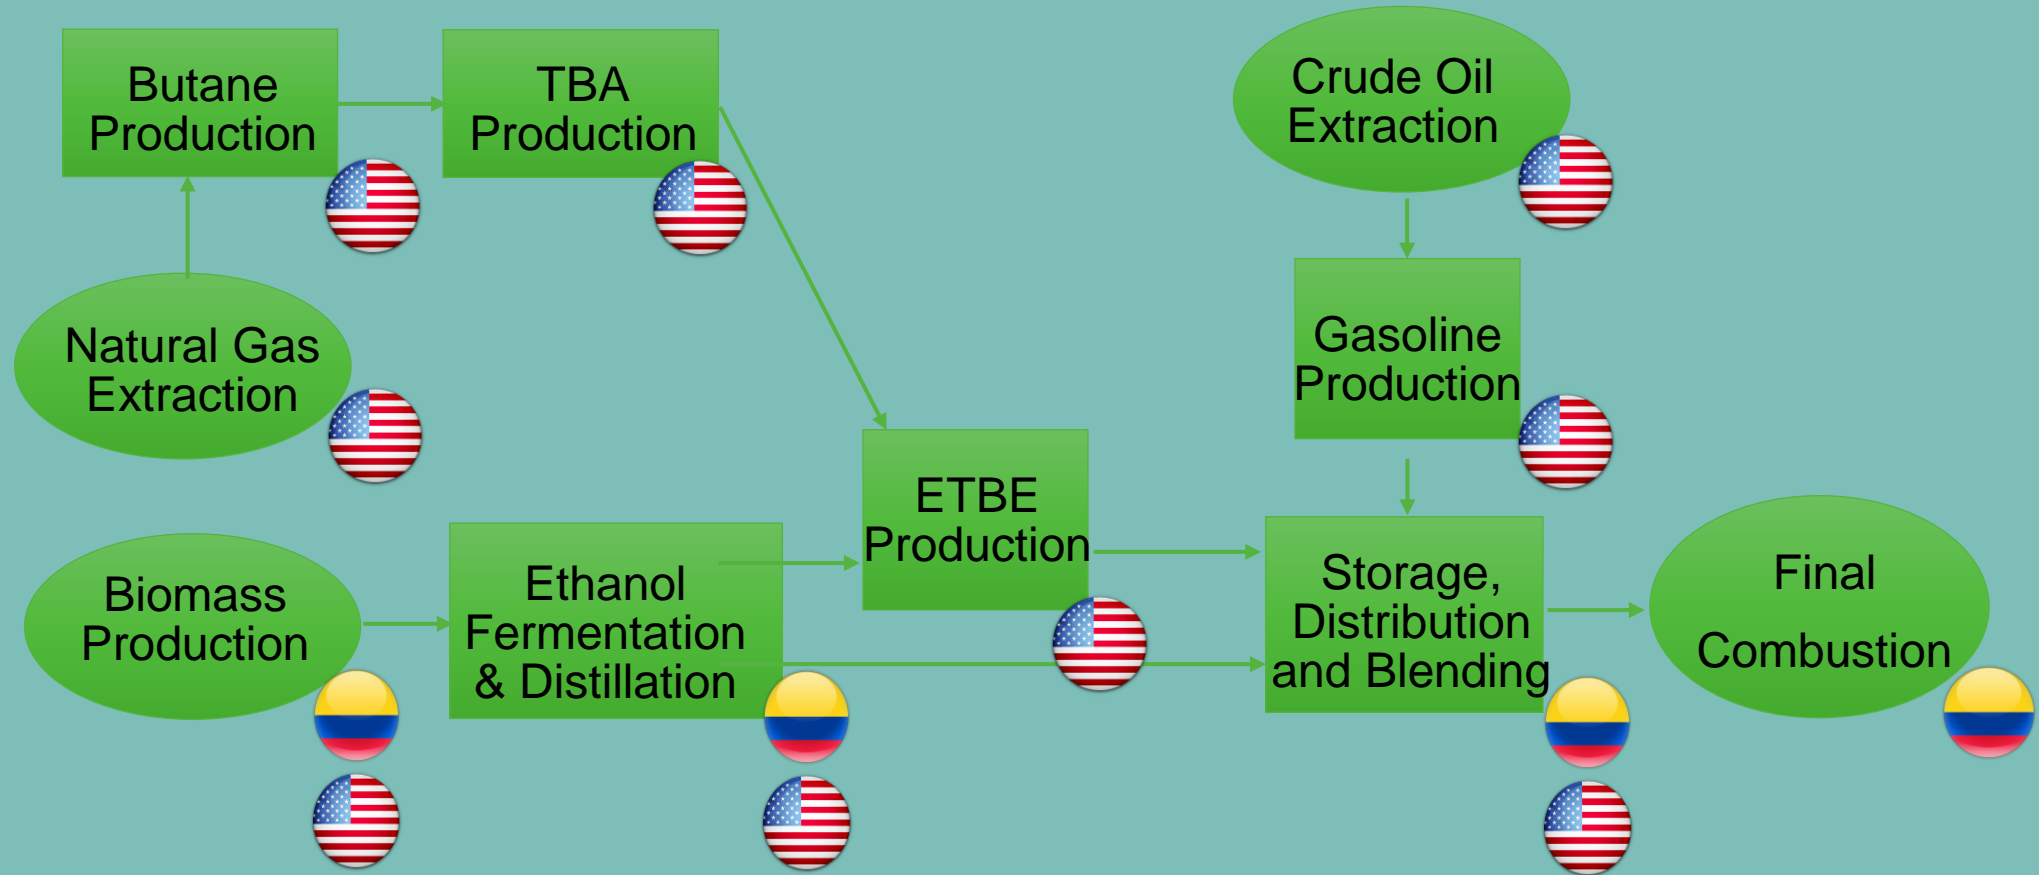 Butane
Production
TBA
Production
Crude Oil
Extraction
Natural Gas
Extraction
Gasoline
Production
ETBE
Production
Biomass
Production
Ethanol
Fermentation
& Distillation
Storage,
Distribution
and Blending
Final
Combustion